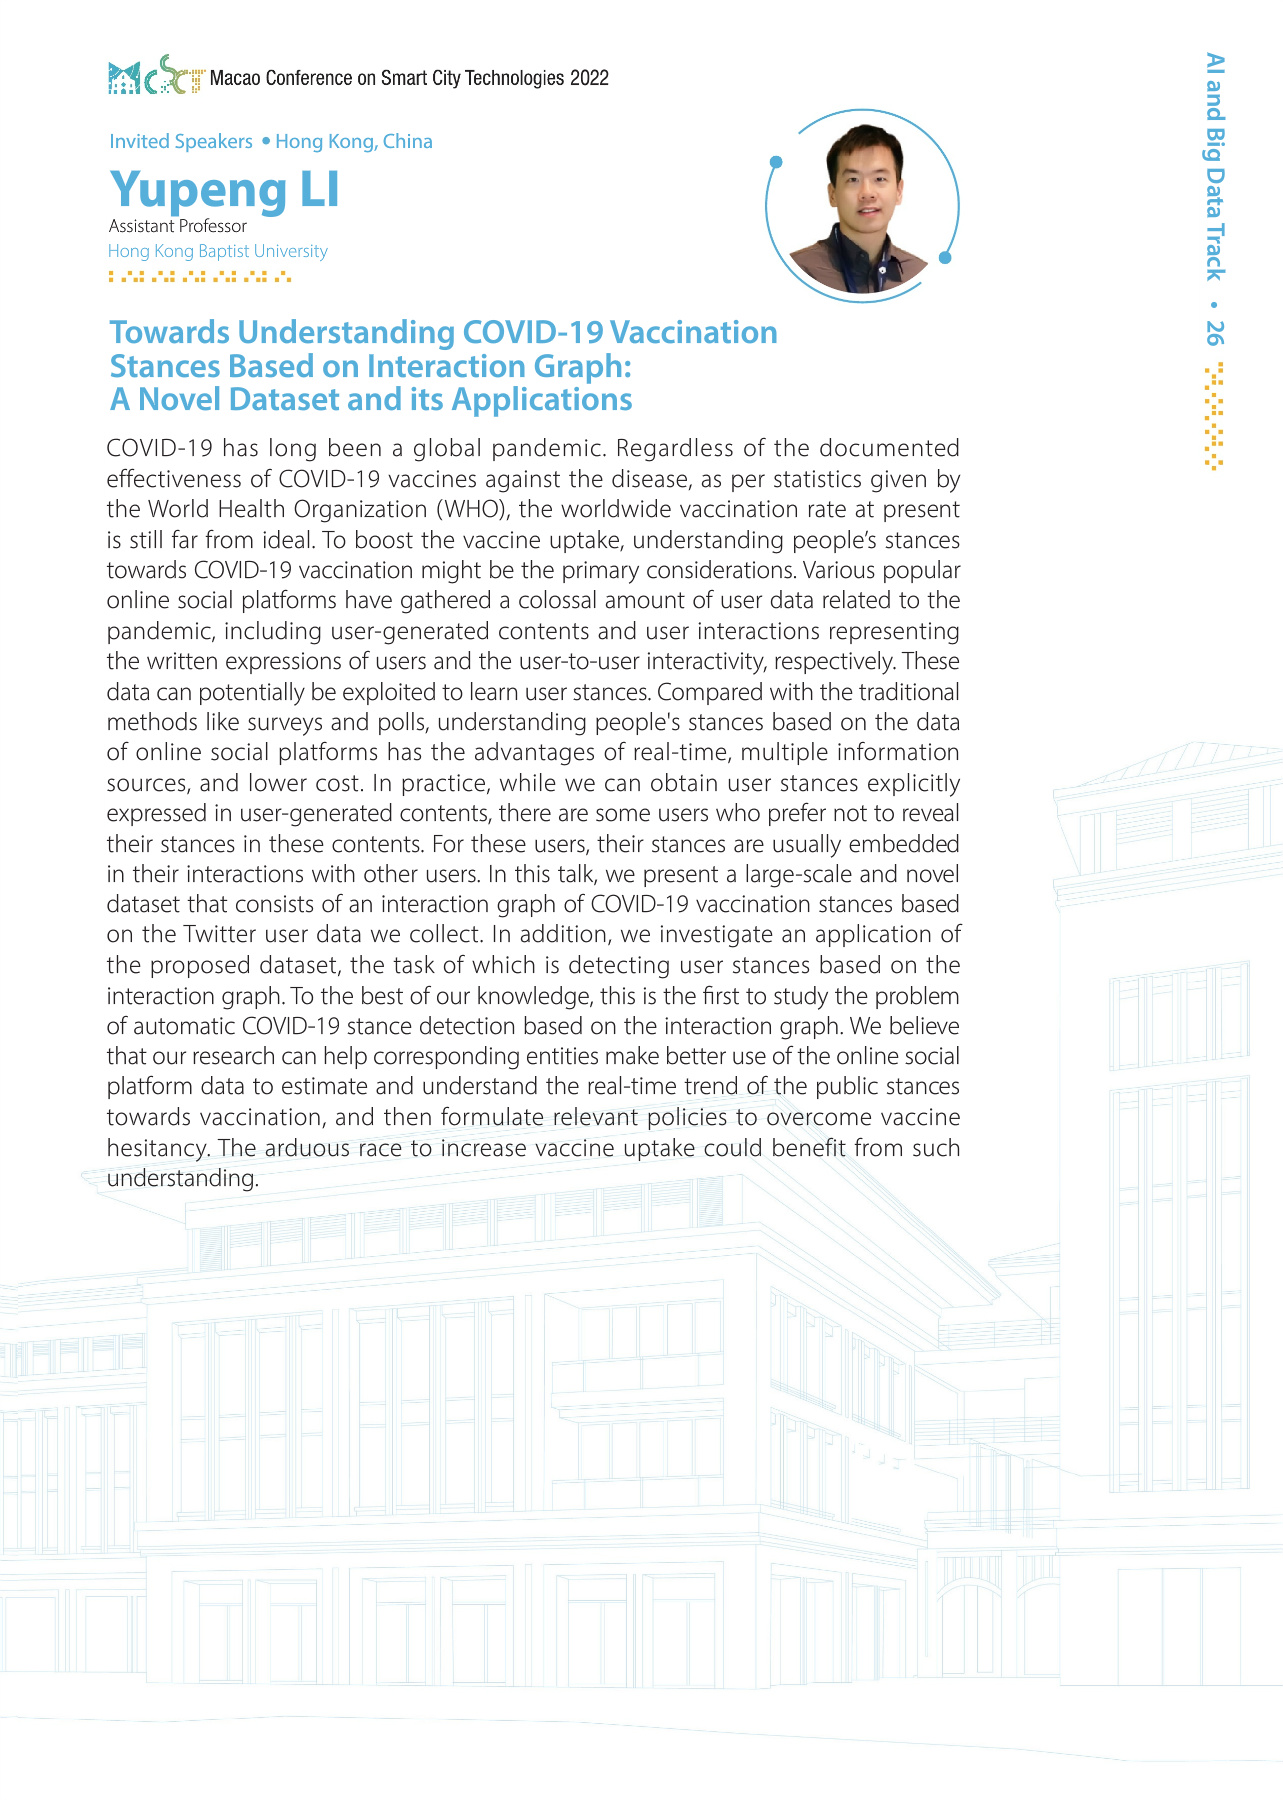 MCSCT Macao Conference on Smart City Technologies 2022
Invited Speakers • Hong Kong, China
Yupeng LI
Assistant Professor
Hong Kong Baptist University
Towards Understanding COVID-19 Vaccination
Stances Based on Interaction Graph:
A Novel Dataset and its Applications
COVID-19 has long been a global pandemic. Regardless of the documented
effectiveness of COVID-19 vaccines against the disease, as per statistics given by
the World Health Organization (WHO), the worldwide vaccination rate at present
is still far from ideal. To boost the vaccine uptake, understanding people’s stances
towards COVID-19 vaccination might be the primary considerations. Various popular
online social platforms have gathered a colossal amount of user data related to the
pandemic, including user-generated contents and user interactions representing
the written expressions of users and the user-to-user interactivity, respectively. These
data can potentially be exploited to learn user stances. Compared with the traditional
methods like surveys and polls, understanding people's stances based on the data
of online social platforms has the advantages of real-time, multiple information
sources, and lower cost. In practice, while we can obtain user stances explicitly
expressed in user-generated contents, there are some users who prefer not to reveal
their stances in these contents. For these users, their stances are usually embedded
in their interactions with other users. In this talk, we present a large-scale and novel
dataset that consists of an interaction graph of COVID-19 vaccination stances based
on the Twitter user data we collect. In addition, we investigate an application of
the proposed dataset, the task of which is detecting user stances based on the
interaction graph. To the best of our knowledge, this is the first to study the problem
of automatic COVID-19 stance detection based on the interaction graph. We believe
that our research can help corresponding entities make better use of the online social
platform data to estimate and understand the real-time trend of the public stances
towards vaccination, and then formulate relevant policies to overcome vaccine
hesitancy. The arduous race to increase vaccine uptake could benefit from such
understanding.
AI and Big Data Track • 26